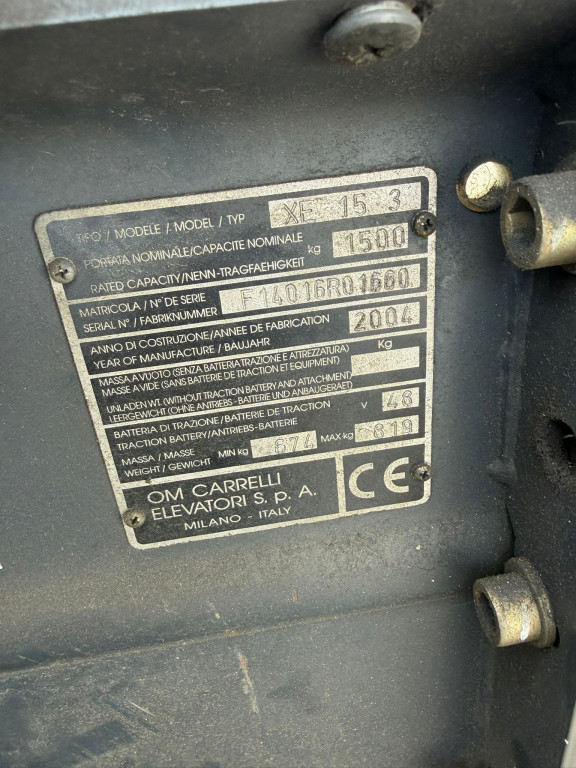 TIPO / MODELE / MODEL / TYP XE 15 3
PORTATA NOMINALE/CAPACITE NOMINALE
RATED CAPACITY/NENN-TRAGFAEHIGKEIT kg 1500
MATRICOLA / N° DE SERIE
SERIAL N° / FABRIKNUMMER F14016R01660
ANNO DI COSTRUZIONE/ANNEE DE FABRICATION
YEAR OF MANUFACTURE / BAUJAHR 2004
MASSA A VUOTO (SENZA BATTERIA TRAZIONE E ATTREZZATURA) Kg
MASSE A VIDE (SANS BATTERIE DE TRACTION ET EQUIPEMENT)
UNLADEN WT. (WITHOUT TRACTION BATTERY AND ATTACHMENT)
LEERGEWICHT (OHNE ANTRIEBS - BATTERIE UND ANBAUGERAET)
BATTERIA DI TRAZIONE/BATTERIE DE TRACTION V 48
TRACTION BATTERY/ANTRIEBS-BATTERIE
MASSA / MASSE
WEIGHT / GEWICHT MIN kg 674 MAX kg 819
OM CARRELLI
ELEVATORI S. p. A.
MILANO - ITALY
CE